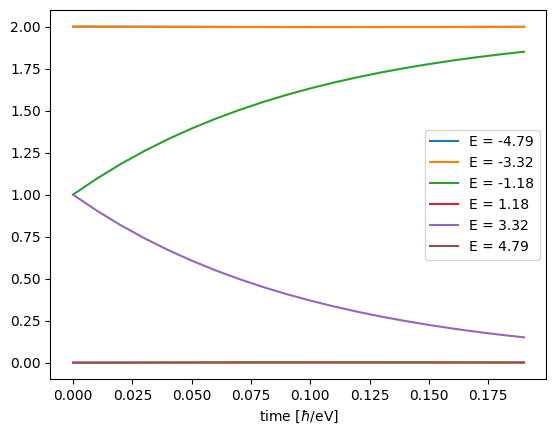 2.00
1.75
1.50
1.25
1.00
0.75
0.50
0.25
0.00
E = -4.79
E = -3.32
E = -1.18
E = 1.18
E = 3.32
E = 4.79
0.000 0.025 0.050 0.075 0.100 0.125 0.150 0.175
time [ℏ/eV]